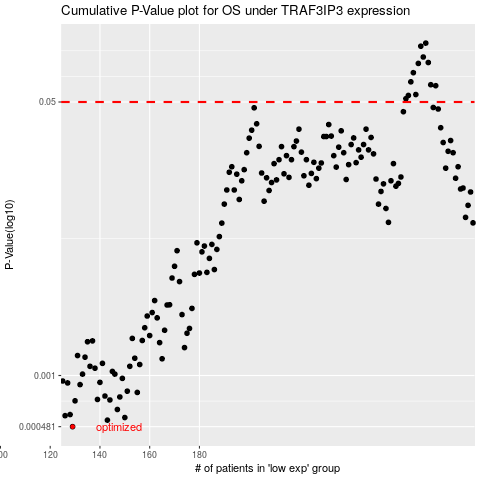 Cumulative P-Value plot for OS under TRAF3IP3 expression
0.05
P-Value(log10)
0.001
0.000481
optimized
00 120 140 160 180
# of patients in 'low exp' group